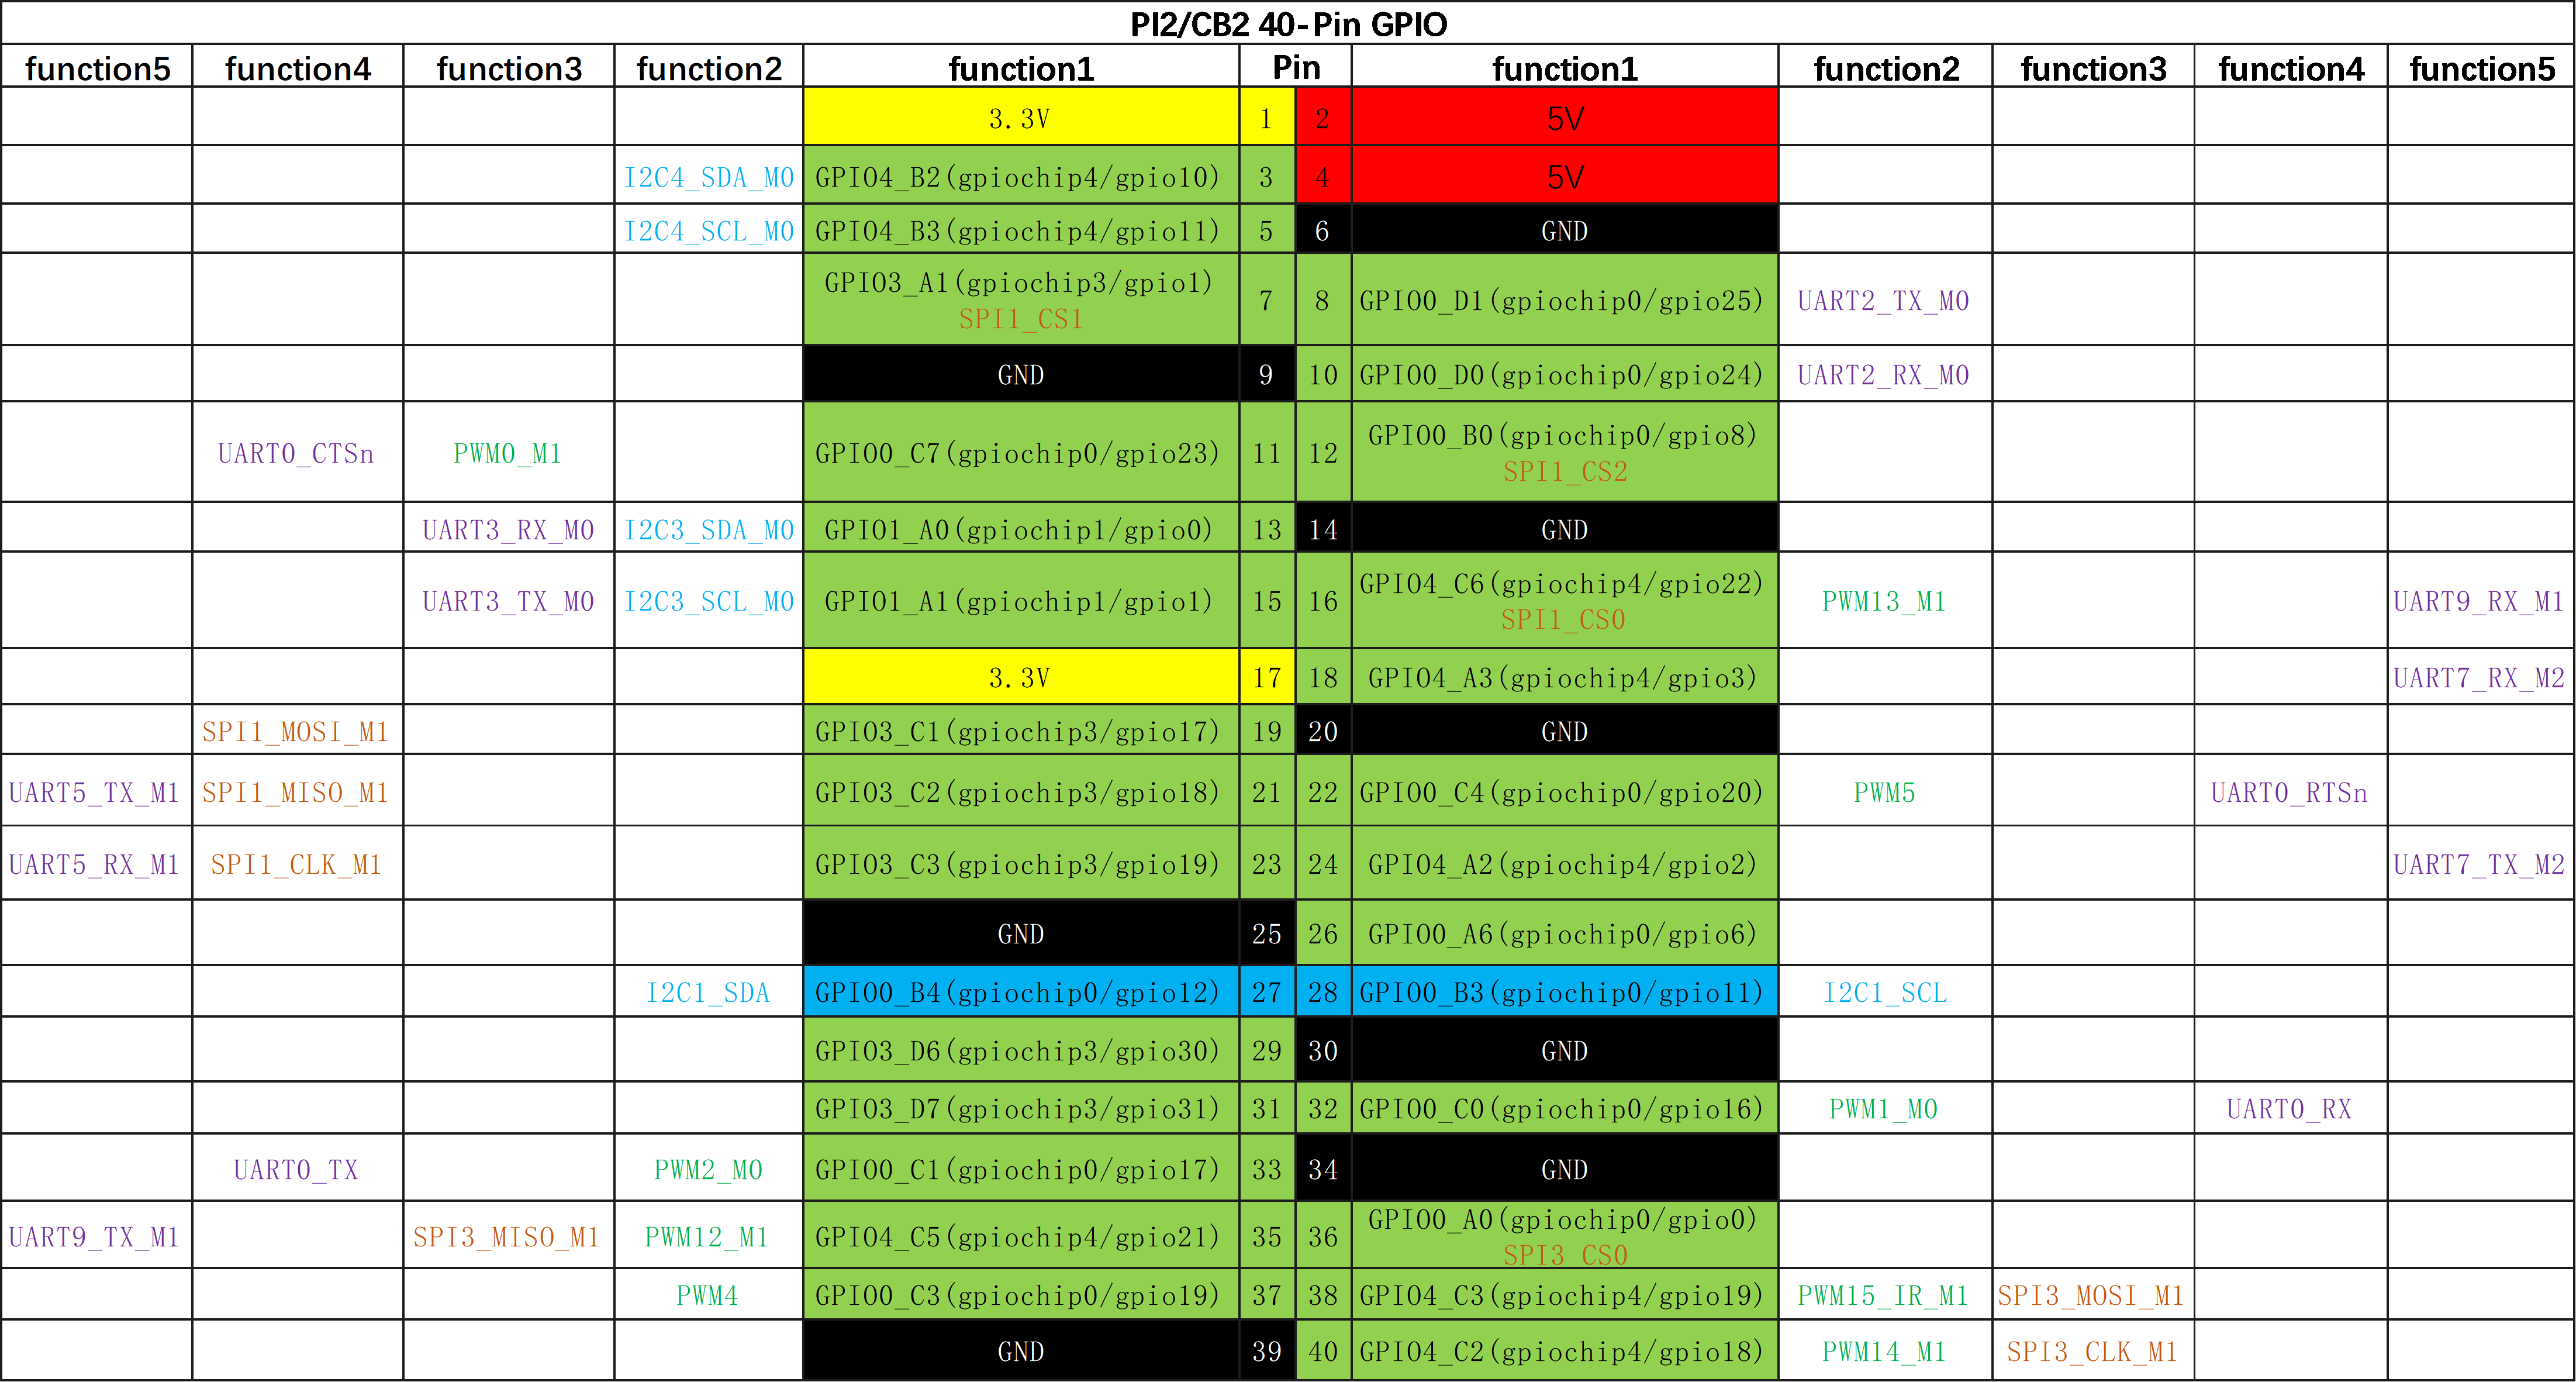 PI2/CB2 40-Pin GPIO
function5 function4 function3 function2 function1 Pin function1 function2 function3 function4 function5
3.3V 1 2 5V
I2C4_SDA_M0 GPIO4_B2(gpiochip4/gpio10) 3 4 5V
I2C4_SCL_M0 GPIO4_B3(gpiochip4/gpio11) 5 6 GND
GPIO3_A1(gpiochip3/gpio1)
SPI1_CS1
7 8 GPIO0_D1(gpiochip0/gpio25) UART2_TX_M0
GND 9 10 GPIO0_D0(gpiochip0/gpio24) UART2_RX_M0
UART0_CTSn PWM0_M1 GPIO0_C7(gpiochip0/gpio23) 11 12 GPIO0_B0(gpiochip0/gpio8)
SPI1_CS2
UART3_RX_M0 I2C3_SDA_M0 GPIO1_A0(gpiochip1/gpio0) 13 14 GND
UART3_TX_M0 I2C3_SCL_M0 GPIO1_A1(gpiochip1/gpio1) 15 16 GPIO4_C6(gpiochip4/gpio22)
SPI1_CS0
PWM13_M1 UART9_RX_M1
3.3V 17 18 GPIO4_A3(gpiochip4/gpio3) UART7_RX_M2
SPI1_MOSI_M1 GPIO3_C1(gpiochip3/gpio17) 19 20 GND
UART5_TX_M1 SPI1_MISO_M1 GPIO3_C2(gpiochip3/gpio18) 21 22 GPIO0_C4(gpiochip0/gpio20) PWM5 UART0_RTSn
UART5_RX_M1 SPI1_CLK_M1 GPIO3_C3(gpiochip3/gpio19) 23 24 GPIO4_A2(gpiochip4/gpio2) UART7_TX_M2
GND 25 26 GPIO0_A6(gpiochip0/gpio6)
I2C1_SDA GPIO0_B4(gpiochip0/gpio12) 27 28 GPIO0_B3(gpiochip0/gpio11) I2C1_SCL
GPIO3_D6(gpiochip3/gpio30) 29 30 GND
GPIO3_D7(gpiochip3/gpio31) 31 32 GPIO0_C0(gpiochip0/gpio16) PWM1_M0 UART0_RX
UART0_TX PWM2_M0 GPIO0_C1(gpiochip0/gpio17) 33 34 GND
UART9_TX_M1 SPI3_MISO_M1 PWM12_M1 GPIO4_C5(gpiochip4/gpio21) 35 36 GPIO0_A0(gpiochip0/gpio0)
SPI3_CS0
PWM4 GPIO0_C3(gpiochip0/gpio19) 37 38 GPIO4_C3(gpiochip4/gpio19) PWM15_IR_M1 SPI3_MOSI_M1
GND 39 40 GPIO4_C2(gpiochip4/gpio18) PWM14_M1 SPI3_CLK_M1